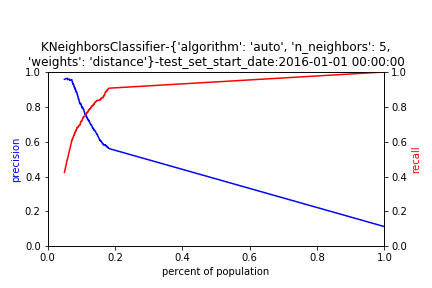 KNeighborsClassifier-{'algorithm': 'auto', 'n_neighbors': 5,
'weights': 'distance'}-test_set_start_date:2016-01-01 00:00:00
1.0
0.8
0.6
0.4
0.2
0.0
precision
1.0
0.8
0.6
0.4
0.2
0.0
recall
0.0 0.2 0.4 0.6 0.8 1.0
percent of population